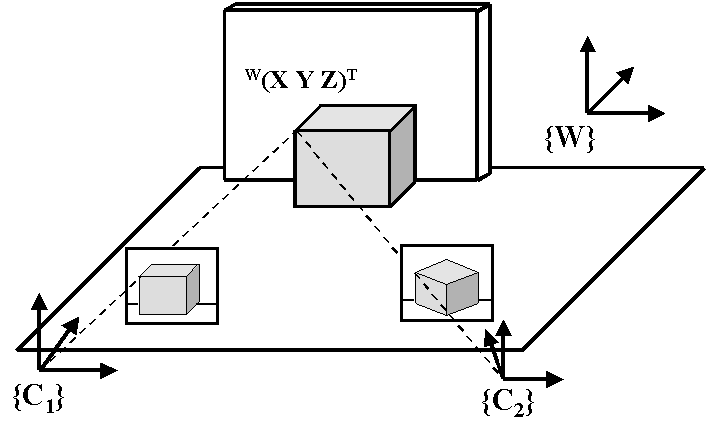 ᵂ(X Y Z)ᵀ
{W}
{C₁}
{C₂}